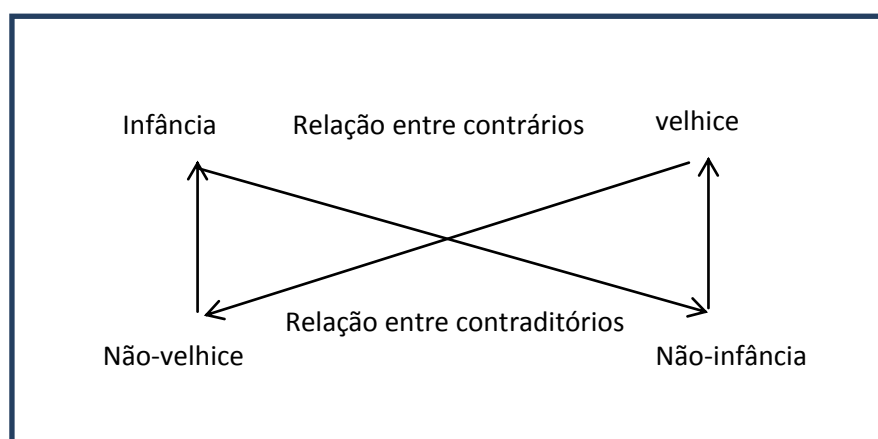 Infância Relação entre contrários velhice
Relação entre contraditórios
Não-velhice Não-infância